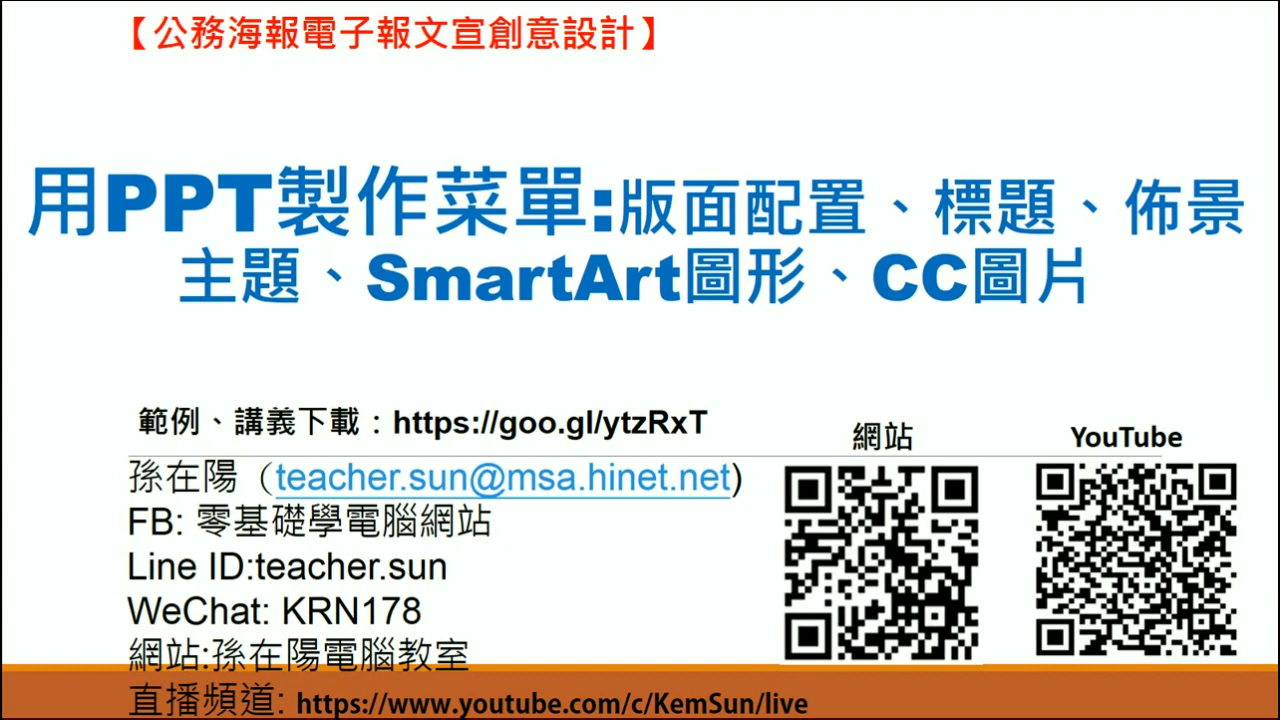 【公務海報電子報文宣創意設計】
用PPT製作菜單:版面配置、標題、佈景
主題、SmartArt圖形、CC圖片
範例、講義下載：https://goo.gl/ytzRxT
網站
YouTube
孫在陽（teacher.sun@msa.hinet.net)
FB: 零基礎學電腦網站
Line ID:teacher.sun
WeChat: KRN178
網站:孫在陽電腦教室
直播頻道: https://www.youtube.com/c/KemSun/live